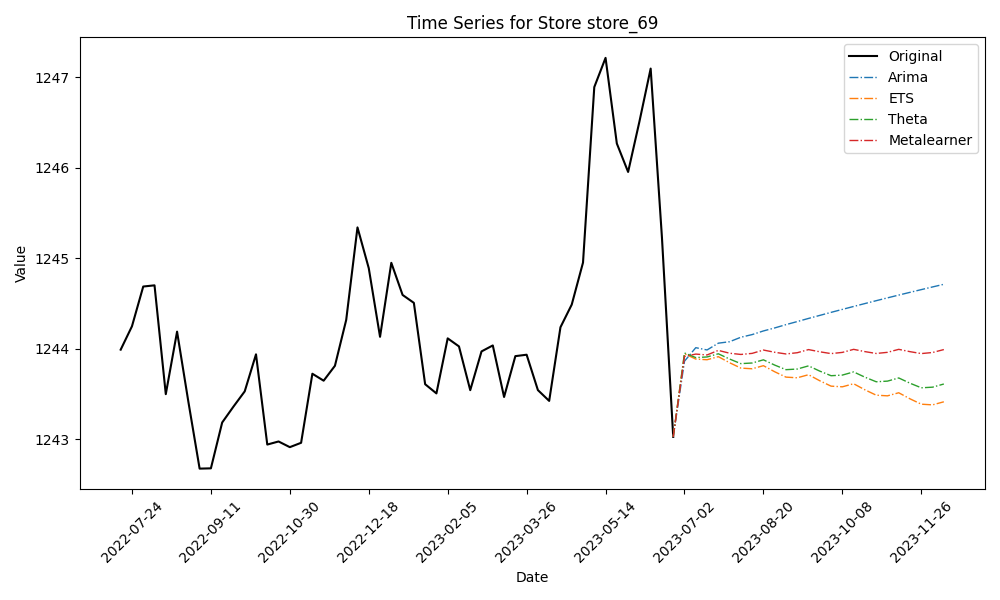 Time Series for Store store_69
Original
Arima
ETS
Theta
Metalearner
Value
1247
1246
1245
1244
1243
2022-07-24
2022-09-11
2022-10-30
2022-12-18
2023-02-05
2023-03-26
2023-05-14
2023-07-02
2023-08-20
2023-10-08
2023-11-26
Date